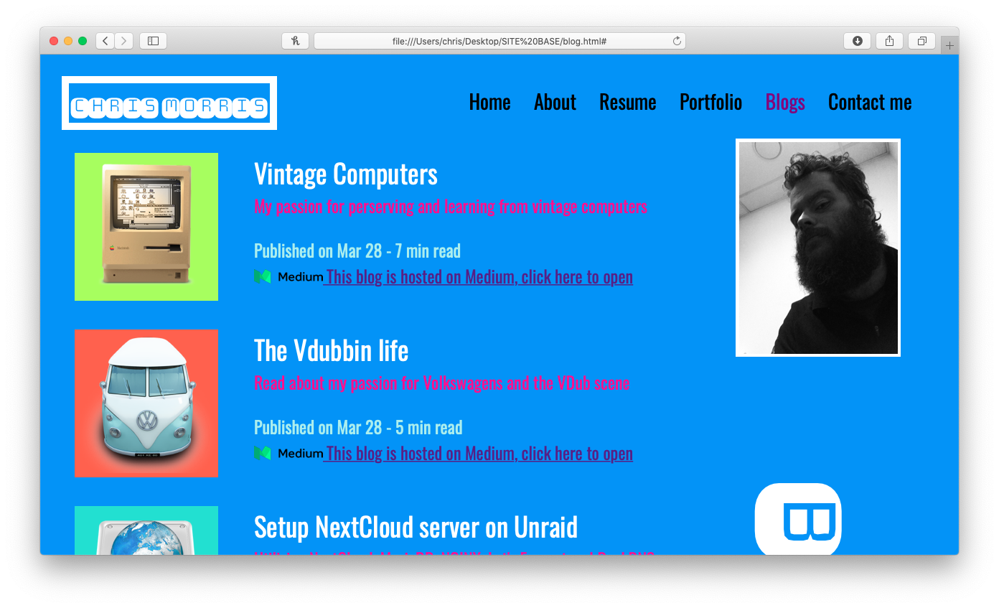 file:///Users/chris/Desktop/SITE%20BASE/blog.html#
CHRIS MORRIS
Home About Resume Portfolio Blogs Contact me
Vintage Computers
My passion for perserving and learning from vintage computers
Published on Mar 28 - 7 min read
Medium This blog is hosted on Medium, click here to open
The Vdubbin life
Read about my passion for Volkswagens and the VDub scene
Published on Mar 28 - 5 min read
Medium This blog is hosted on Medium, click here to open
B
Setup NextCloud server on Unraid